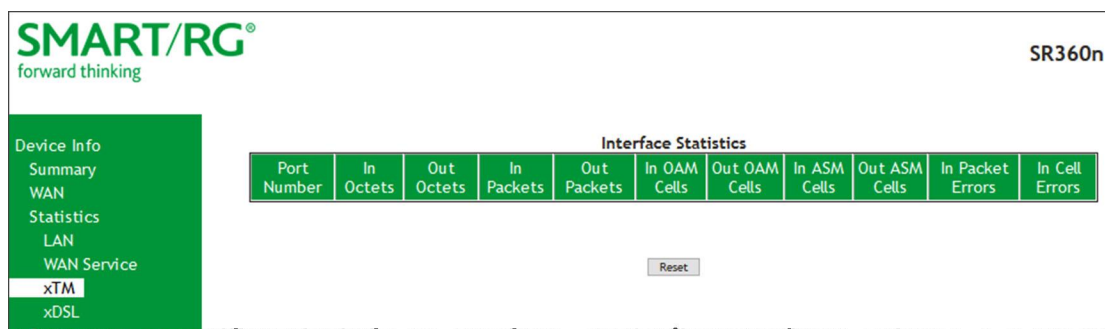 SMART/RG®
forward thinking
SR360n
Device Info
Summary
WAN
Statistics
LAN
WAN Service
xTM
xDSL
Interface Statistics
Port Number In Octets Out Octets In Packets Out Packets In OAM Cells Out OAM Cells In ASM Cells Out ASM Cells In Packet Errors In Cell Errors
Reset